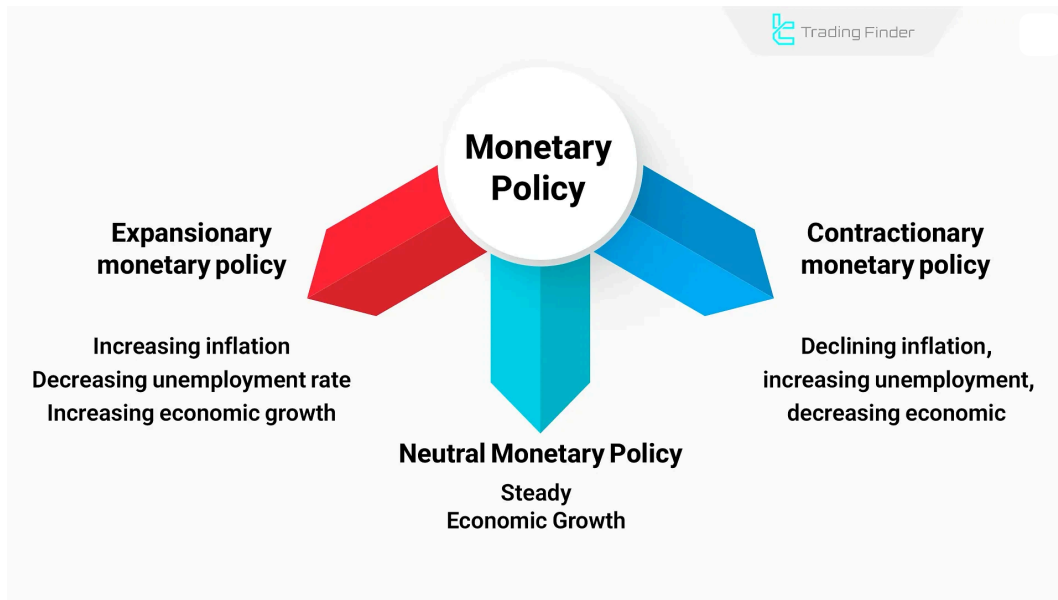 Trading Finder
Monetary
Policy
Expansionary
monetary policy
Increasing inflation
Decreasing unemployment rate
Increasing economic growth
Neutral Monetary Policy
Steady
Economic Growth
Contractionary
monetary policy
Declining inflation,
increasing unemployment,
decreasing economic